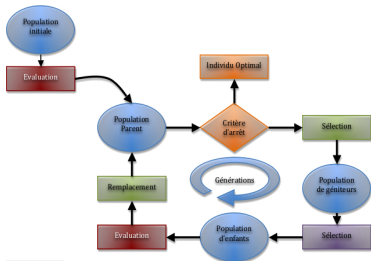 Population
initiale
Evaluation
Individu Optimal
Population
Parent
Critère
d'arrêt
Sélection
Générations
Remplacement
Population
de géniteurs
Evaluation
Population
d'enfants
Sélection